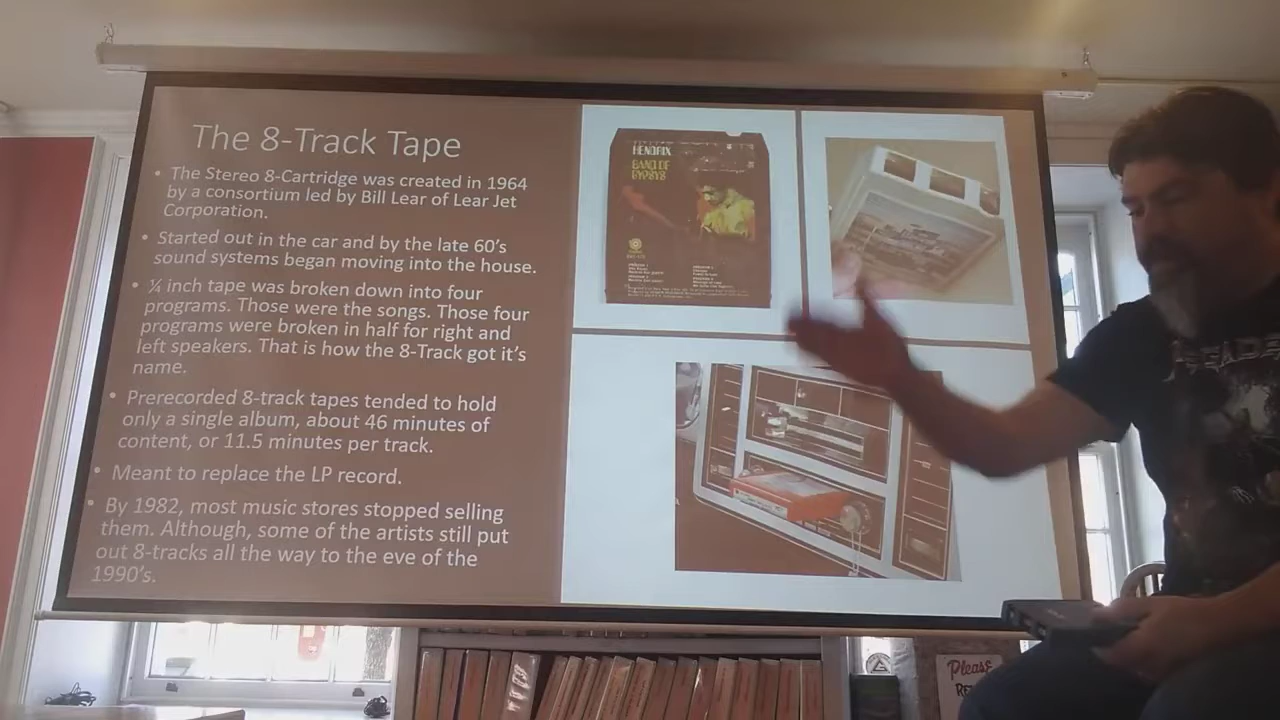 The 8-Track Tape
• The Stereo 8-Cartridge was created in 1964
by a consortium led by Bill Lear of Lear Jet
Corporation.
• Started out in the car and by the late 60's
sound systems began moving into the house.
• ¼ inch tape was broken down into four
programs. Those were the songs. Those four
programs were broken in half for right and
left speakers. That is how the 8-Track got it's
name.
• Prerecorded 8-track tapes tended to hold
only a single album, about 46 minutes of
content, or 11.5 minutes per track.
• Meant to replace the LP record.
• By 1982, most music stores stopped selling
them. Although, some of the artists still put
out 8-tracks all the way to the eve of the
1990's.
HENDRIX
BAND OF
GYPSYS
Please